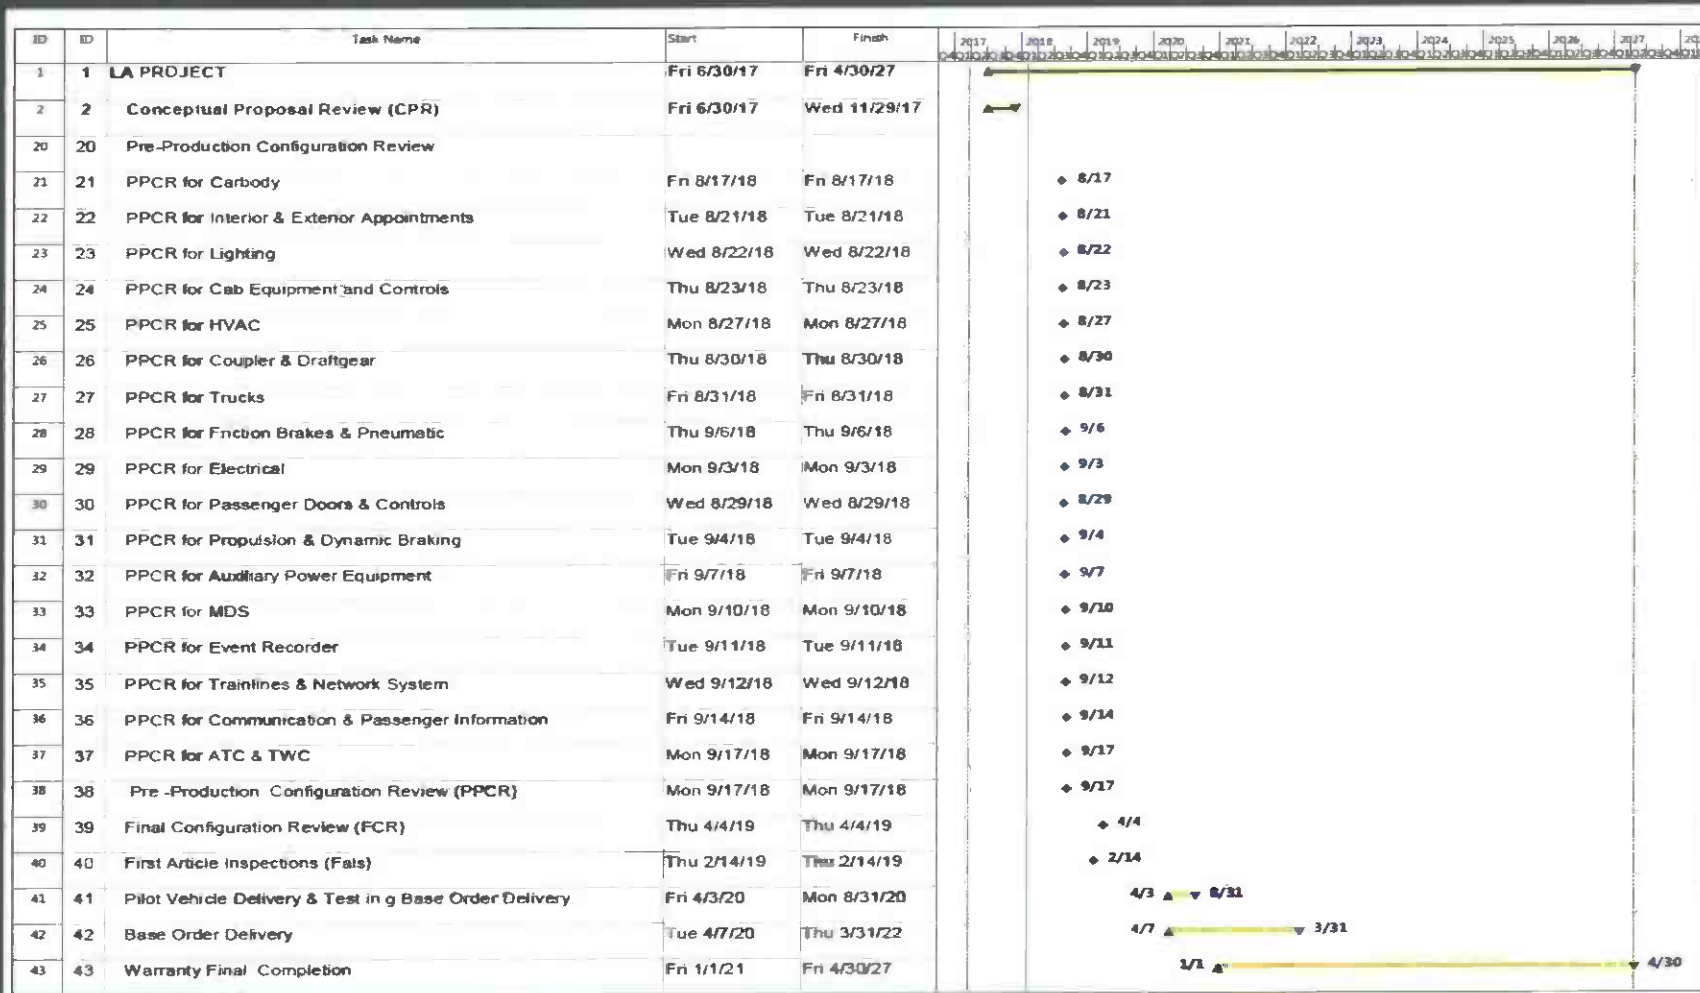 ID ID Task Name Start Finish 2017 2018 2019 2020 2021 2022 2023 2024 2025 2026 2027
1 1 LA PROJECT Fri 6/30/17 Fri 4/30/27
2 2 Conceptual Proposal Review (CPR) Fri 6/30/17 Wed 11/29/17
20 20 Pre-Production Configuration Review
21 21 PPCR for Carbody Fri 8/17/18 Fri 8/17/18 8/17
22 22 PPCR for Interior & Exterior Appointments Tue 8/21/18 Tue 8/21/18 8/21
23 23 PPCR for Lighting Wed 8/22/18 Wed 8/22/18 8/22
24 24 PPCR for Cab Equipment and Controls Thu 8/23/18 Thu 8/23/18 8/23
25 25 PPCR for HVAC Mon 8/27/18 Mon 8/27/18 8/27
26 26 PPCR for Coupler & Draftgear Thu 8/30/18 Thu 8/30/18 8/30
27 27 PPCR for Trucks Fri 8/31/18 Fri 8/31/18 8/31
28 28 PPCR for Friction Brakes & Pneumatic Thu 9/6/18 Thu 9/6/18 9/6
29 29 PPCR for Electrical Mon 9/3/18 Mon 9/3/18 9/3
30 30 PPCR for Passenger Doors & Controls Wed 8/29/18 Wed 8/29/18 8/29
31 31 PPCR for Propulsion & Dynamic Braking Tue 9/4/18 Tue 9/4/18 9/4
32 32 PPCR for Auxiliary Power Equipment Fri 9/7/18 Fri 9/7/18 9/7
33 33 PPCR for MDS Mon 9/10/18 Mon 9/10/18 9/10
34 34 PPCR for Event Recorder Tue 9/11/18 Tue 9/11/18 9/11
35 35 PPCR for Trainlines & Network System Wed 9/12/18 Wed 9/12/18 9/12
36 36 PPCR for Communication & Passenger Information Fri 9/14/18 Fri 9/14/18 9/14
37 37 PPCR for ATC & TWC Mon 9/17/18 Mon 9/17/18 9/17
38 38 Pre -Production Configuration Review (PPCR) Mon 9/17/18 Mon 9/17/18 9/17
39 39 Final Configuration Review (FCR) Thu 4/4/19 Thu 4/4/19 4/4
40 40 First Article Inspections (Fals) Thu 2/14/19 Thu 2/14/19 2/14
41 41 Pilot Vehicle Delivery & Test in g Base Order Delivery Fri 4/3/20 Mon 8/31/20 4/3 8/31
42 42 Base Order Delivery Tue 4/7/20 Thu 3/31/22 4/7 3/31
43 43 Warranty Final Completion Fri 1/1/21 Fri 4/30/27 1/1 4/30